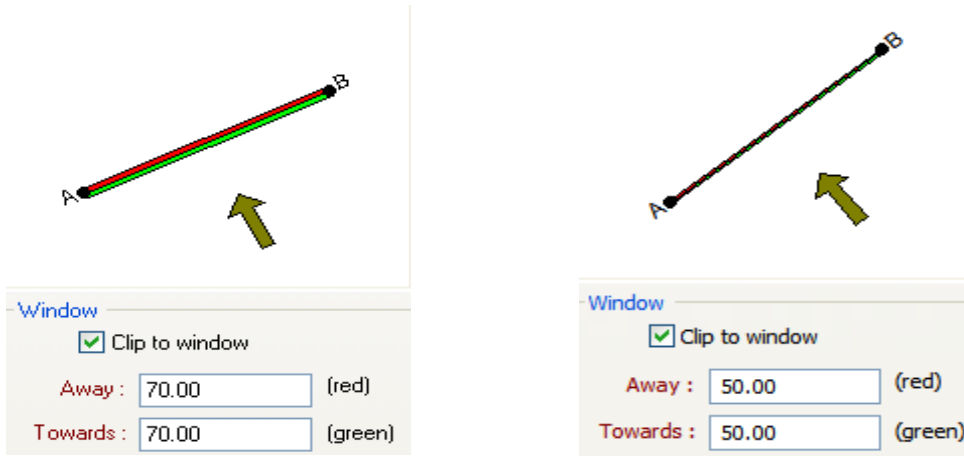 B
A
Window
Clip to window
Away : 70.00 (red)
Towards : 70.00 (green)
B
A
Window
Clip to window
Away : 50.00 (red)
Towards : 50.00 (green)